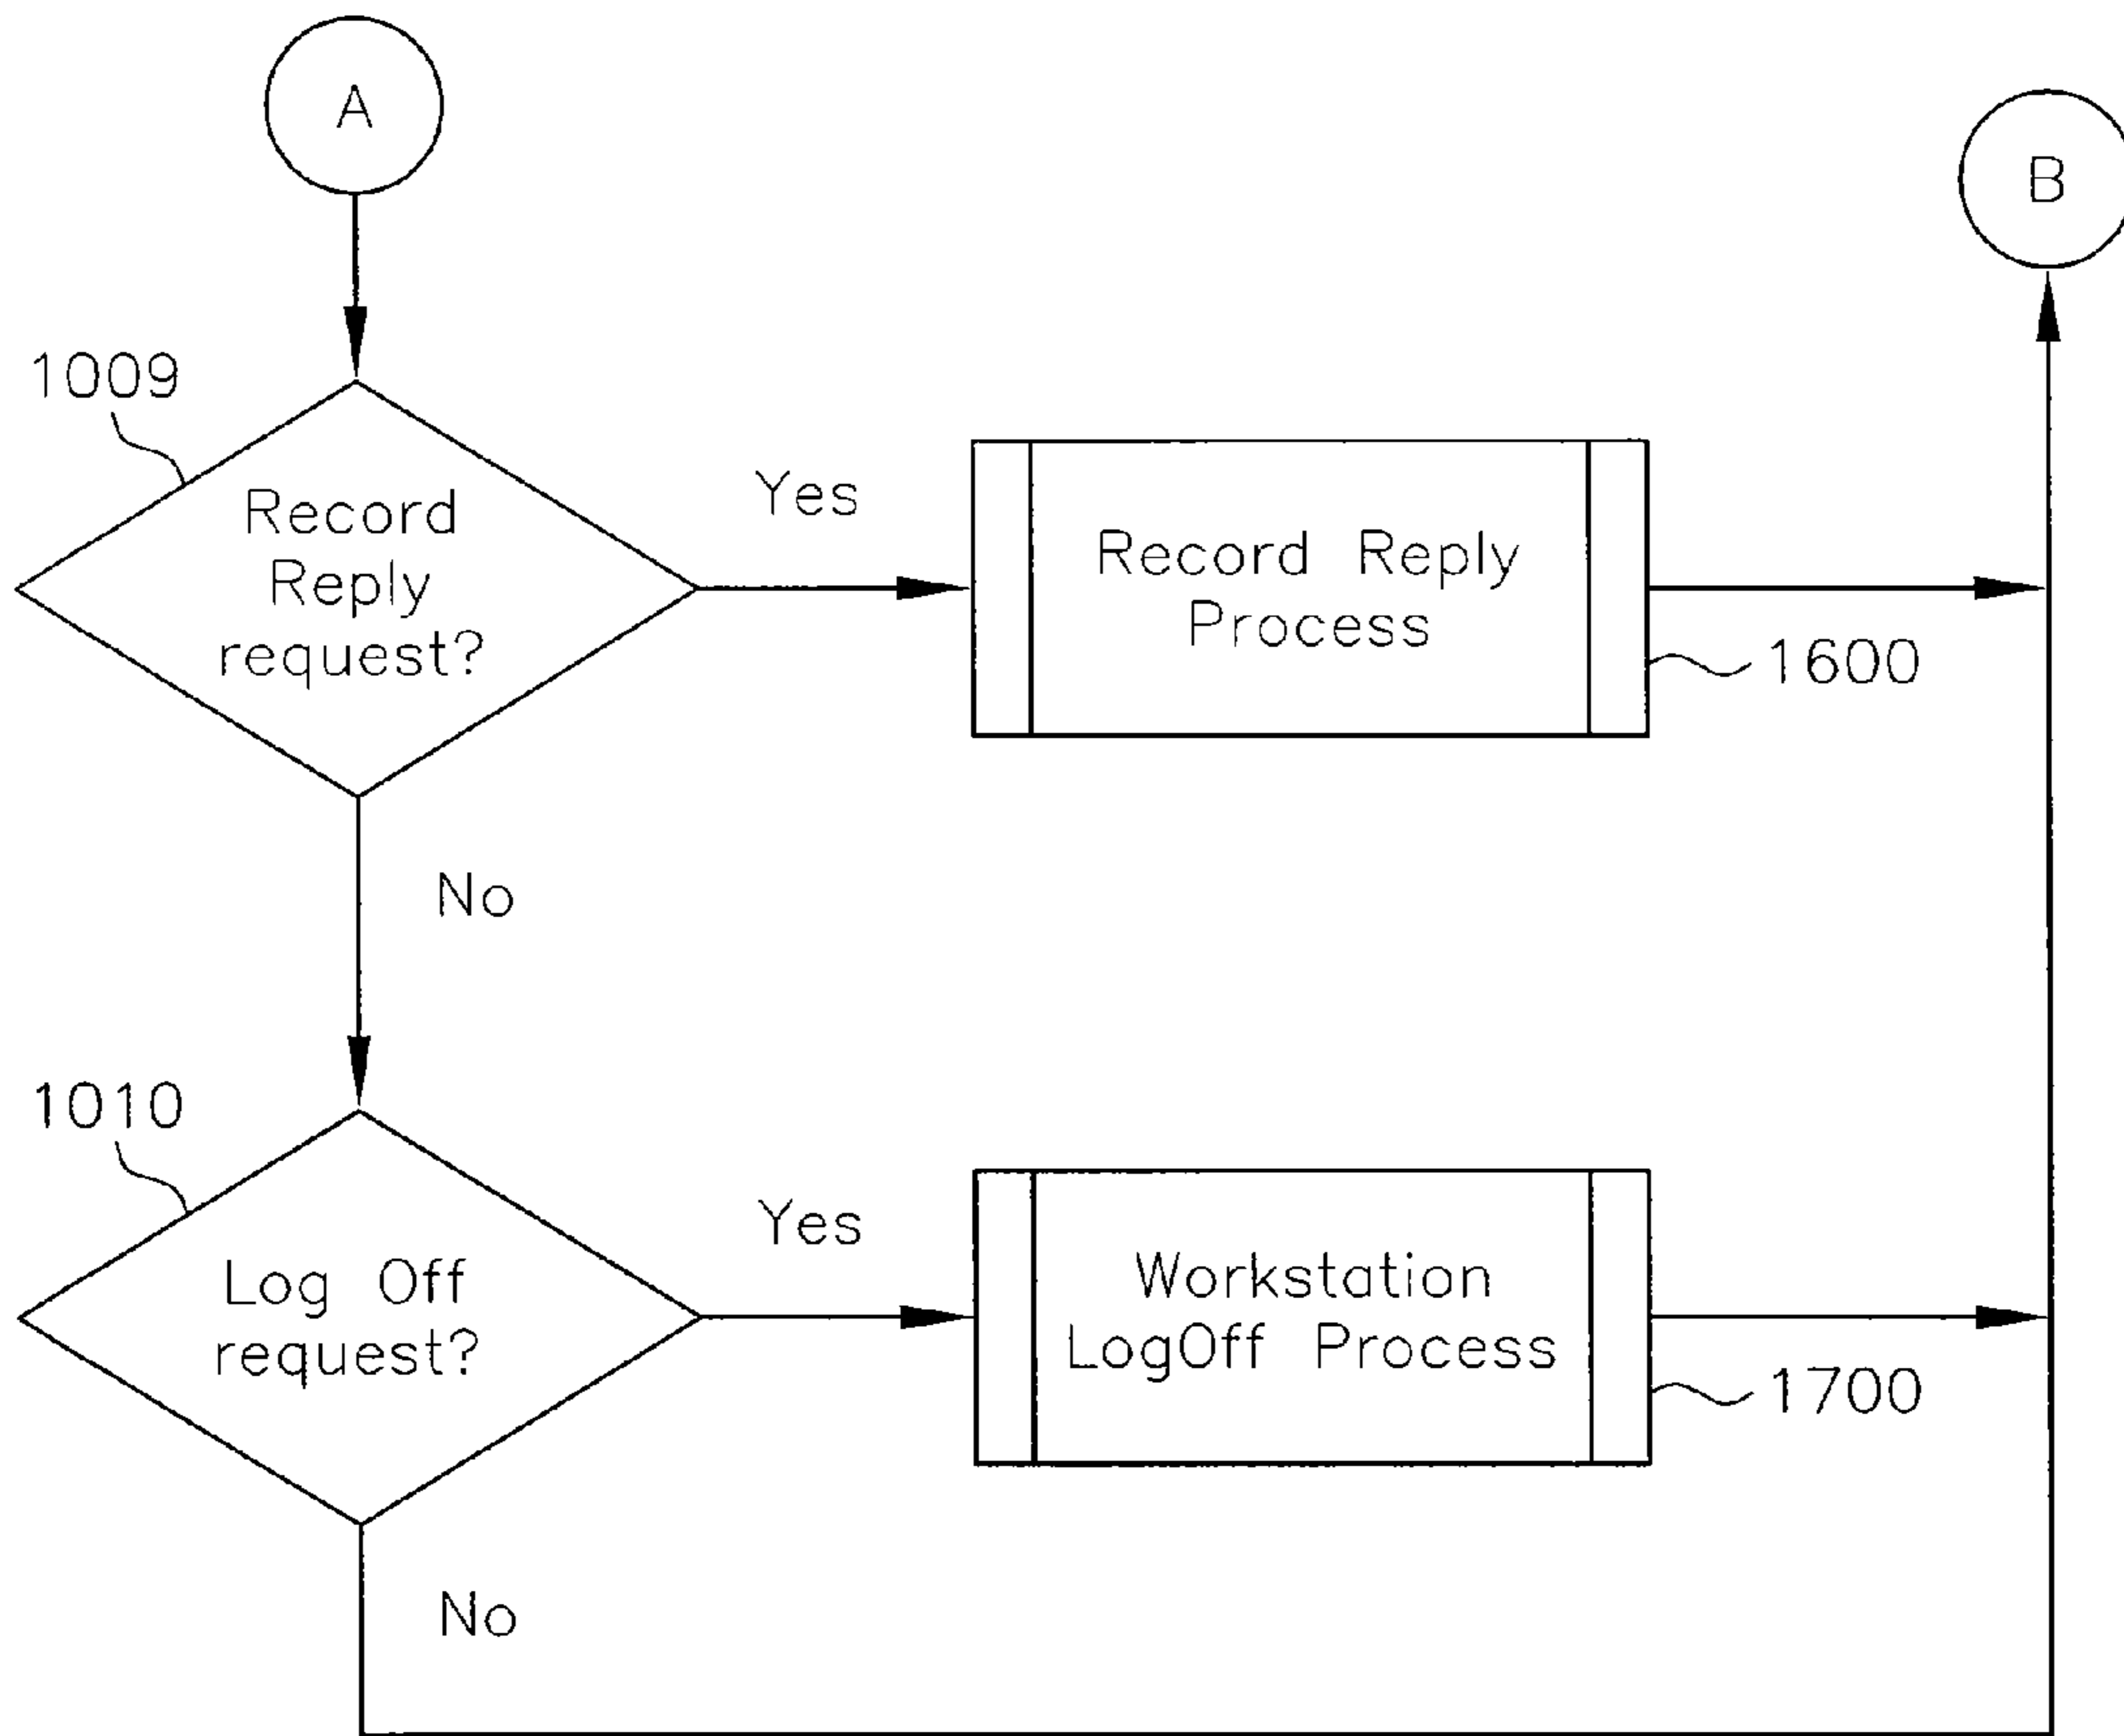 A
B
1009
Record
Reply
request?
Yes
Record Reply
Process
1600
No
1010
Log Off
request?
Yes
Workstation
LogOff Process
1700
No